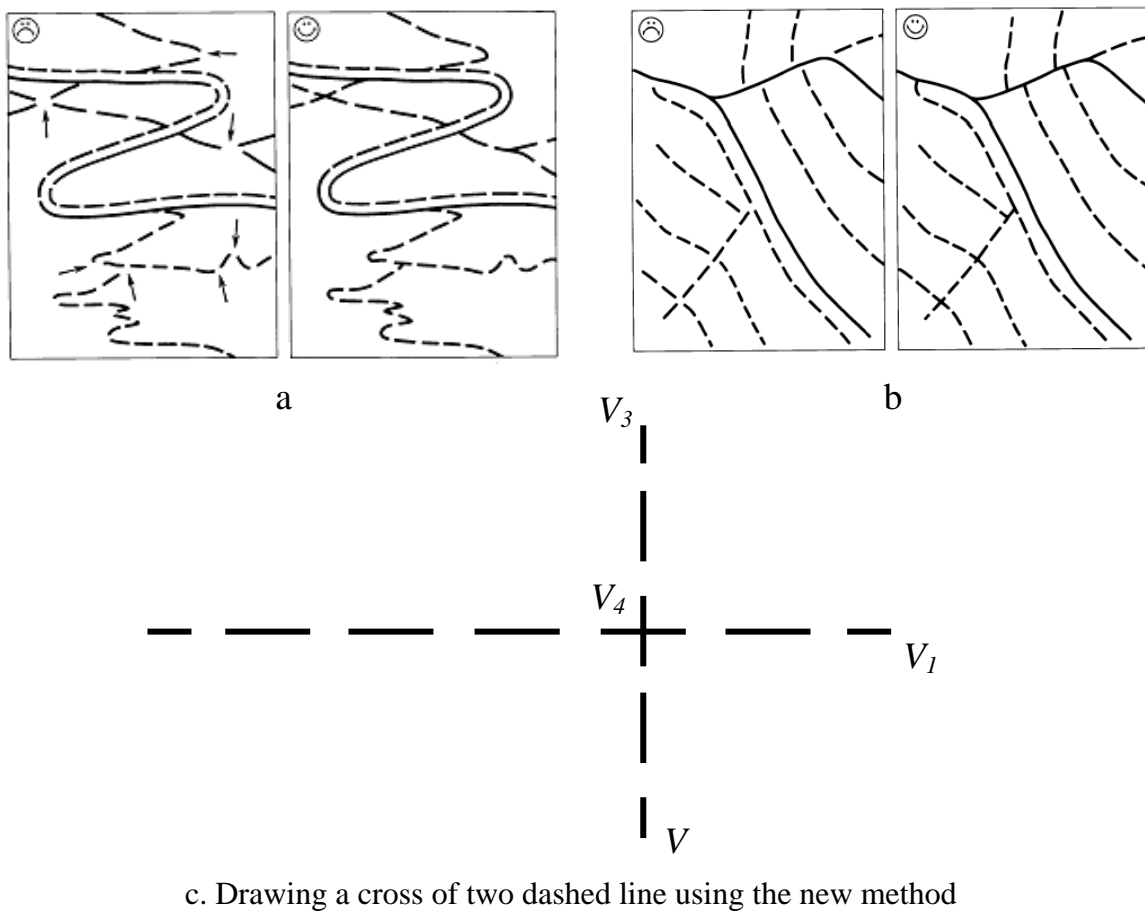 a
b
V3
V4
V1
V
c. Drawing a cross of two dashed line using the new method